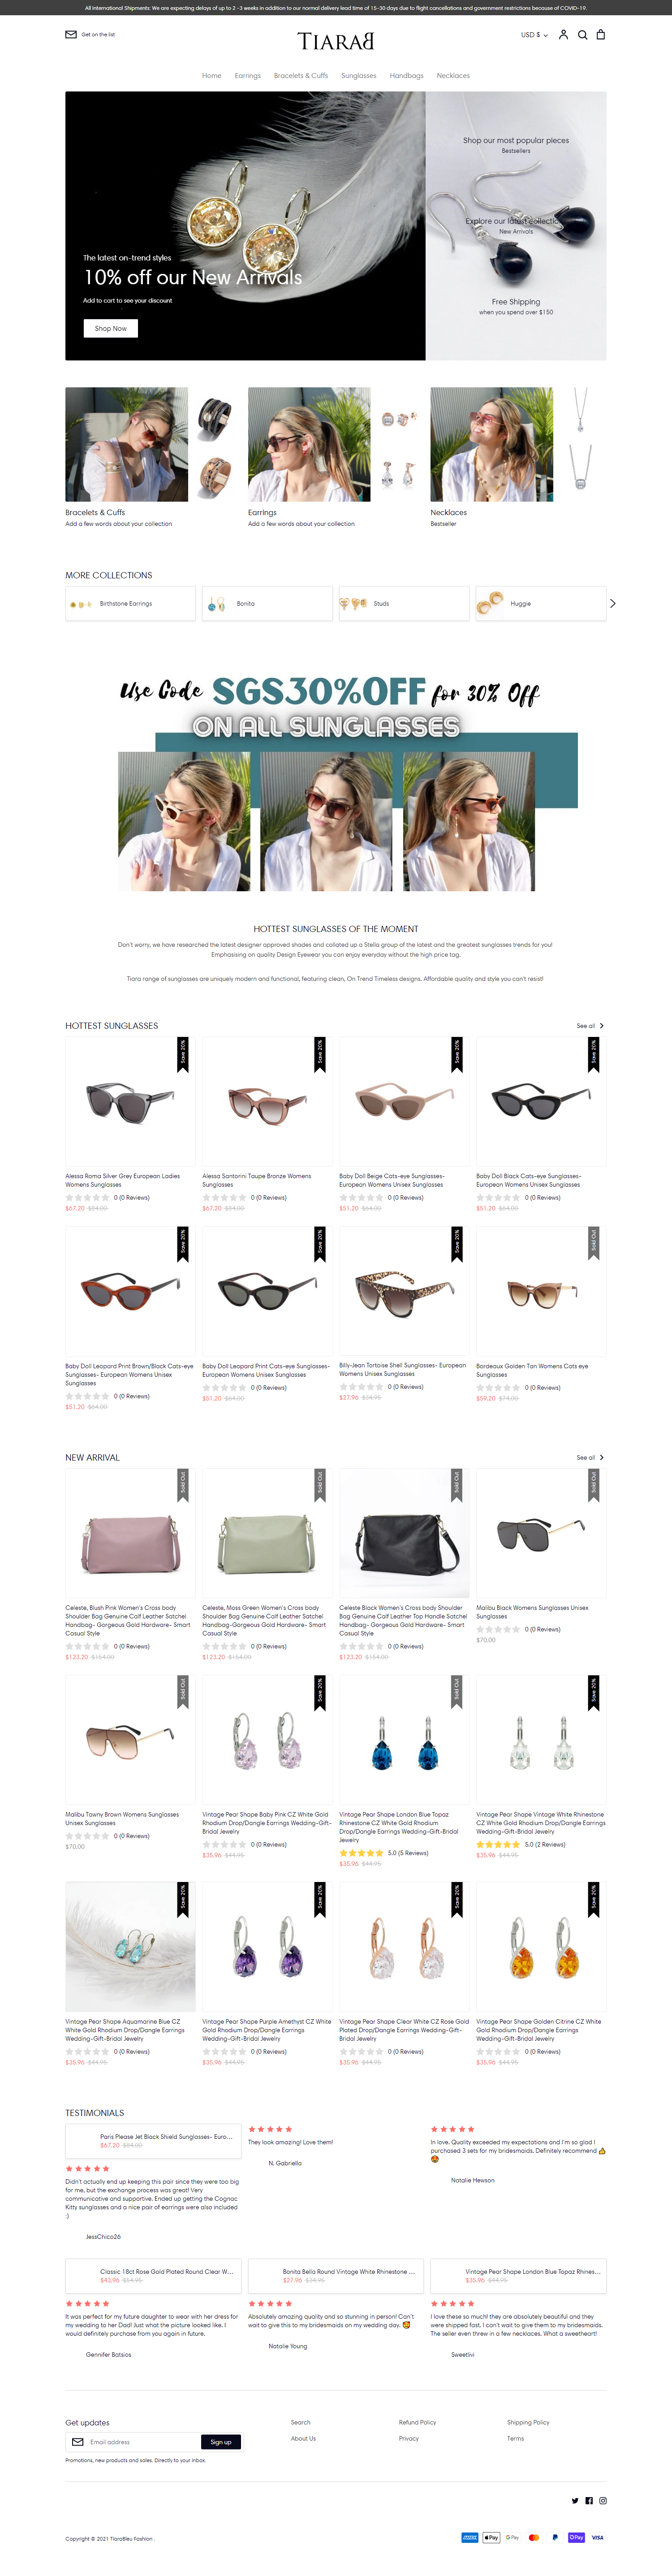 All International Shipments: We are expecting delays of up to 2 -3 weeks in addition to our normal delivery lead time of 15-30 days due to flight cancellations and government restrictions because of COVID-19.
Get on the list
TIARAB
USD $
Home Earrings Bracelets & Cuffs Sunglasses Handbags Necklaces
The latest on-trend styles
10% off our New Arrivals
Add to cart to see your discount
Shop Now
Shop our most popular pieces
Bestsellers
Explore our latest collection
New Arrivals
Free Shipping
when you spend over $150
Bracelets & Cuffs
Add a few words about your collection
Earrings
Add a few words about your collection
Necklaces
Bestseller
MORE COLLECTIONS
Birthstone Earrings
Bonita
Studs
Huggie
Use Code SGS30%OFF for 30% Off
ON ALL SUNGLASSES
HOTTEST SUNGLASSES OF THE MOMENT
Don't worry, we have researched the latest designer approved shades and collated up a Stella group of the latest and the greatest sunglasses trends for you!
Emphasising on quality Design Eyewear you can enjoy everyday without the high price tag.
Tiara range of sunglasses are uniquely modern and functional, featuring clean, On Trend Timeless designs. Affordable quality and style you can't resist!
HOTTEST SUNGLASSES
See all
Save 20%
Save 20%
Save 20%
Save 20%
Alessa Roma Silver Grey European Ladies
Womens Sunglasses
0 (0 Reviews)
$67.20 $84.00
Alessa Santorini Taupe Bronze Womens
Sunglasses
0 (0 Reviews)
$67.20 $84.00
Baby Doll Beige Cats-eye Sunglasses-
European Womens Unisex Sunglasses
0 (0 Reviews)
$51.20 $64.00
Baby Doll Black Cats-eye Sunglasses-
European Womens Unisex Sunglasses
0 (0 Reviews)
$51.20 $64.00
Save 20%
Save 20%
Save 20%
Sold Out
Baby Doll Leopard Print Brown/Black Cats-eye
Sunglasses- European Womens Unisex
Sunglasses
0 (0 Reviews)
$51.20 $64.00
Baby Doll Leopard Print Cats-eye Sunglasses-
European Womens Unisex Sunglasses
0 (0 Reviews)
$51.20 $64.00
Billy-Jean Tortoise Shell Sunglasses- European
Womens Unisex Sunglasses
0 (0 Reviews)
$27.96 $34.95
Bordeaux Golden Tan Womens Cats eye
Sunglasses
0 (0 Reviews)
$59.20 $74.00
NEW ARRIVAL
See all
Sold Out
Sold Out
Sold Out
Sold Out
Celeste, Blush Pink Women's Cross body
Shoulder Bag Genuine Calf Leather Satchel
Handbag- Gorgeous Gold Hardware- Smart
Casual Style
0 (0 Reviews)
$123.20 $154.00
Celeste, Moss Green Women's Cross body
Shoulder Bag Genuine Calf Leather Satchel
Handbag-Gorgeous Gold Hardware- Smart
Casual Style
0 (0 Reviews)
$123.20 $154.00
Celeste Black Women's Cross body Shoulder
Bag Genuine Calf Leather Top Handle Satchel
Handbag- Gorgeous Gold Hardware- Smart
Casual Style
0 (0 Reviews)
$123.20 $154.00
Malibu Black Womens Sunglasses Unisex
Sunglasses
0 (0 Reviews)
$70.00
Sold Out
Save 20%
Sold Out
Save 20%
Malibu Tawny Brown Womens Sunglasses
Unisex Sunglasses
0 (0 Reviews)
$70.00
Vintage Pear Shape Baby Pink CZ White Gold
Rhodium Drop/Dangle Earrings Wedding-Gift-
Bridal Jewelry
0 (0 Reviews)
$35.96 $44.95
Vintage Pear Shape London Blue Topaz
Rhinestone CZ White Gold Rhodium
Drop/Dangle Earrings Wedding-Gift-Bridal
Jewelry
5.0 (5 Reviews)
$35.96 $44.95
Vintage Pear Shape Vintage White Rhinestone
CZ White Gold Rhodium Drop/Dangle Earrings
Wedding-Gift-Bridal Jewelry
5.0 (2 Reviews)
$35.96 $44.95
Save 20%
Save 20%
Save 20%
Save 20%
Vintage Pear Shape Aquamarine Blue CZ
White Gold Rhodium Drop/Dangle Earrings
Wedding-Gift-Bridal Jewelry
0 (0 Reviews)
$35.96 $44.95
Vintage Pear Shape Purple Amethyst CZ White
Gold Rhodium Drop/Dangle Earrings
Wedding-Gift-Bridal Jewelry
0 (0 Reviews)
$35.96 $44.95
Vintage Pear Shape Clear White CZ Rose Gold
Plated Drop/Dangle Earrings Wedding-Gift-
Bridal Jewelry
0 (0 Reviews)
$35.96 $44.95
Vintage Pear Shape Golden Citrine CZ White
Gold Rhodium Drop/Dangle Earrings
Wedding-Gift-Bridal Jewelry
0 (0 Reviews)
$35.96 $44.95
TESTIMONIALS
Paris Please Jet Black Shield Sunglasses- Euro...
$67.20 $84.00
Didn't actually end up keeping this pair since they were too big
for me, but the exchange process was great! Very
communicative and supportive. Ended up getting the Cognac
Kitty sunglasses and a nice pair of earrings were also included
:)
JessChico26
They look amazing! Love them!
N. Gabriella
In love. Quality exceeded my expectations and I'm so glad I
purchased 3 sets for my bridesmaids. Definitely recommend 👍
🥰
Natalie Hewson
Classic 18ct Rose Gold Plated Round Clear W...
$43.96 $54.95
It was perfect for my future daughter to wear with her dress for
my wedding to her Dad! Just what the picture looked like. I
would definitely purchase from you again in future.
Gennifer Batsios
Bonita Bella Round Vintage White Rhinestone ...
$27.96 $34.95
Absolutely amazing quality and so stunning in person! Can't
wait to give this to my bridesmaids on my wedding day. 🥰
Natalie Young
Vintage Pear Shape London Blue Topaz Rhines...
$35.96 $44.95
I love these so much! they are absolutely beautiful and they
were shipped fast. I can't wait to give them to my bridesmaids.
The seller even threw in a few necklaces. What a sweetheart!
Sweetlivi
Get updates
Email address
Sign up
Promotions, new products and sales. Directly to your inbox.
Search
About Us
Refund Policy
Privacy
Shipping Policy
Terms
Copyright © 2021 TiaraBleu Fashion .
Pay
G Pay
Pay
VISA